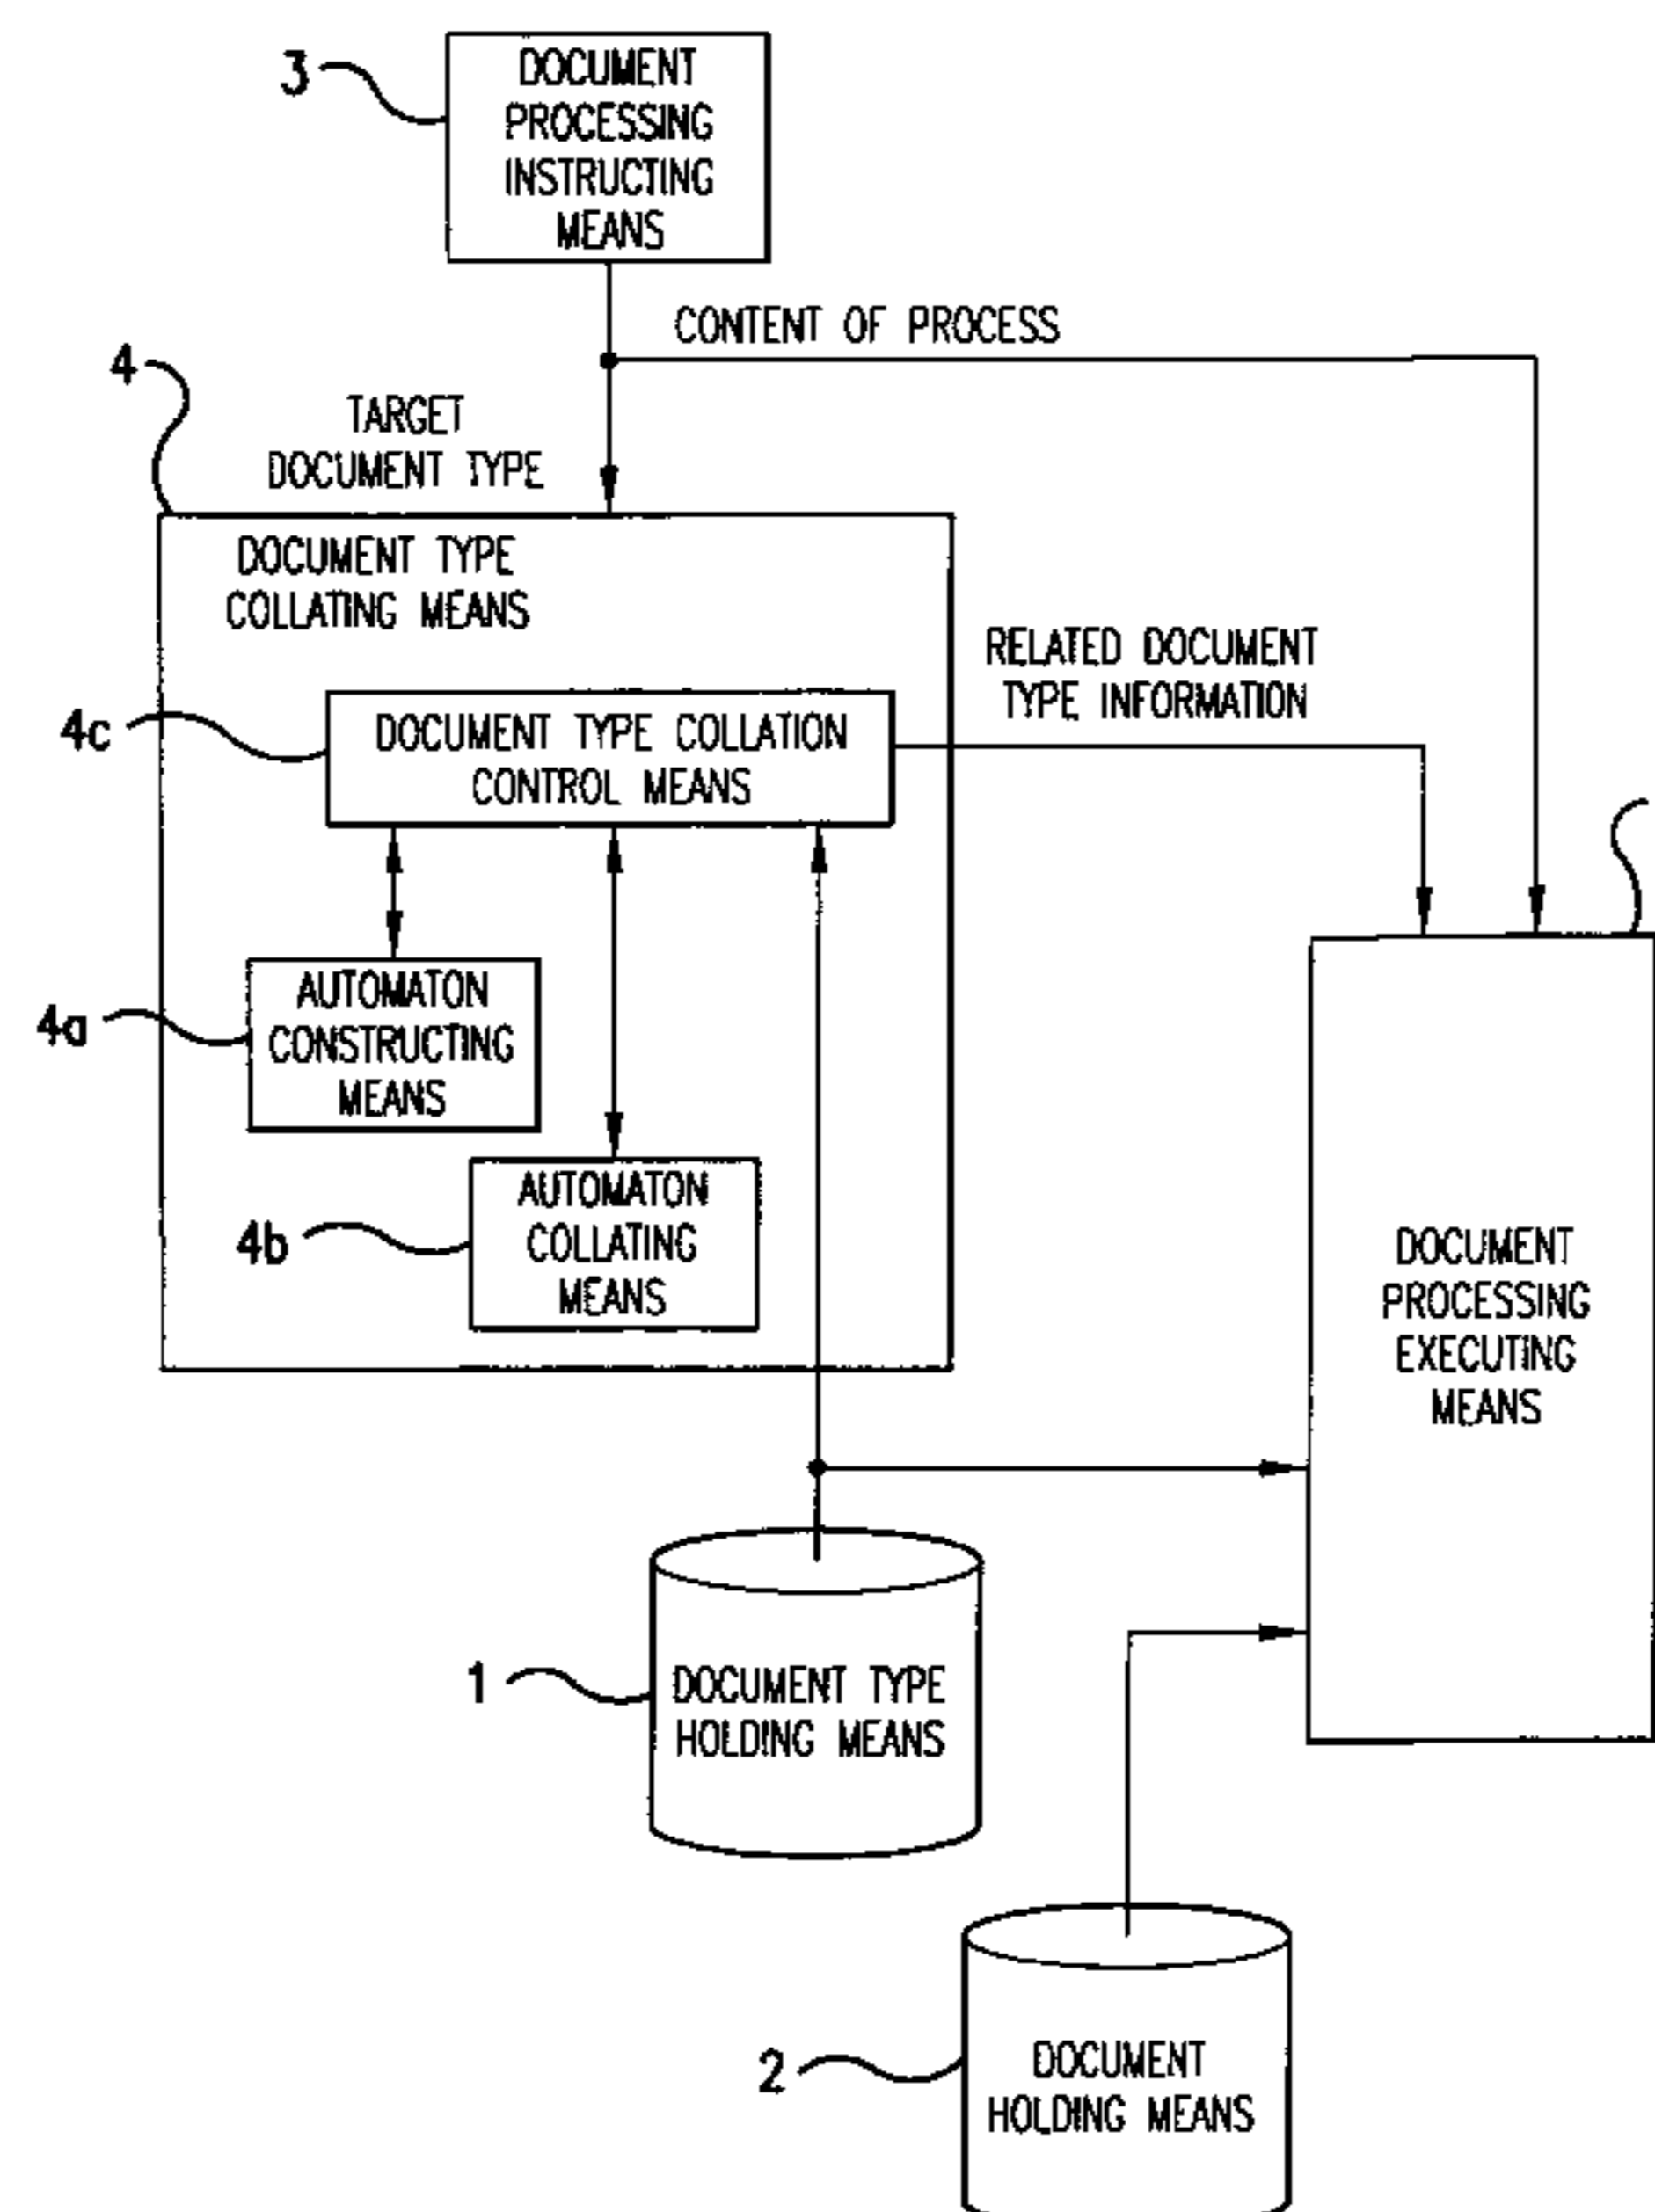 3
DOCUMENT
PROCESSING
INSTRUCTING
MEANS
CONTENT OF PROCESS
4
TARGET
DOCUMENT TYPE
DOCUMENT TYPE
COLLATING MEANS
RELATED DOCUMENT
TYPE INFORMATION
4c
DOCUMENT TYPE COLLATION
CONTROL MEANS
4a
AUTOMATON
CONSTRUCTING
MEANS
4b
AUTOMATON
COLLATING
MEANS
DOCUMENT
PROCESSING
EXECUTING
MEANS
1
DOCUMENT TYPE
HOLDING MEANS
2
DOCUMENT
HOLDING MEANS